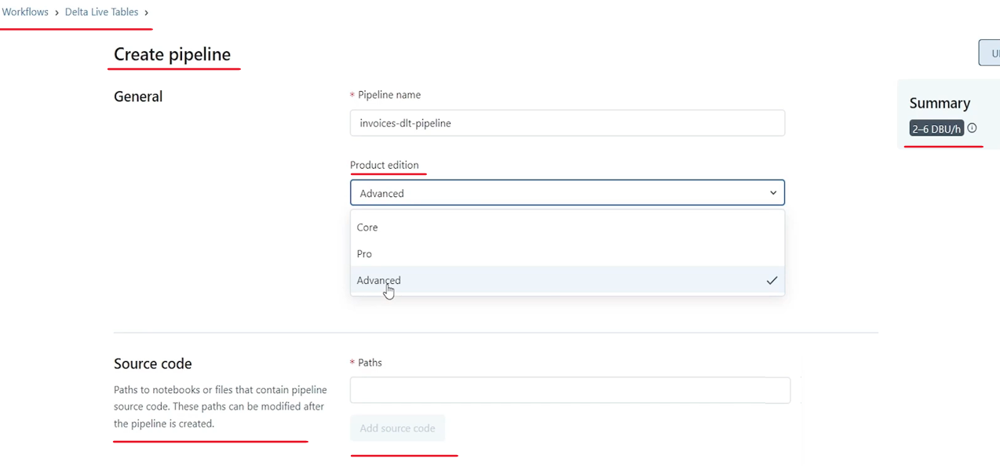 Workflows > Delta Live Tables >
Create pipeline
U
General
* Pipeline name
invoices-dlt-pipeline
Summary
2–6 DBU/h
Product edition
Advanced
Core
Pro
Advanced
Source code
* Paths
Paths to notebooks or files that contain pipeline
source code. These paths can be modified after
the pipeline is created.
Add source code